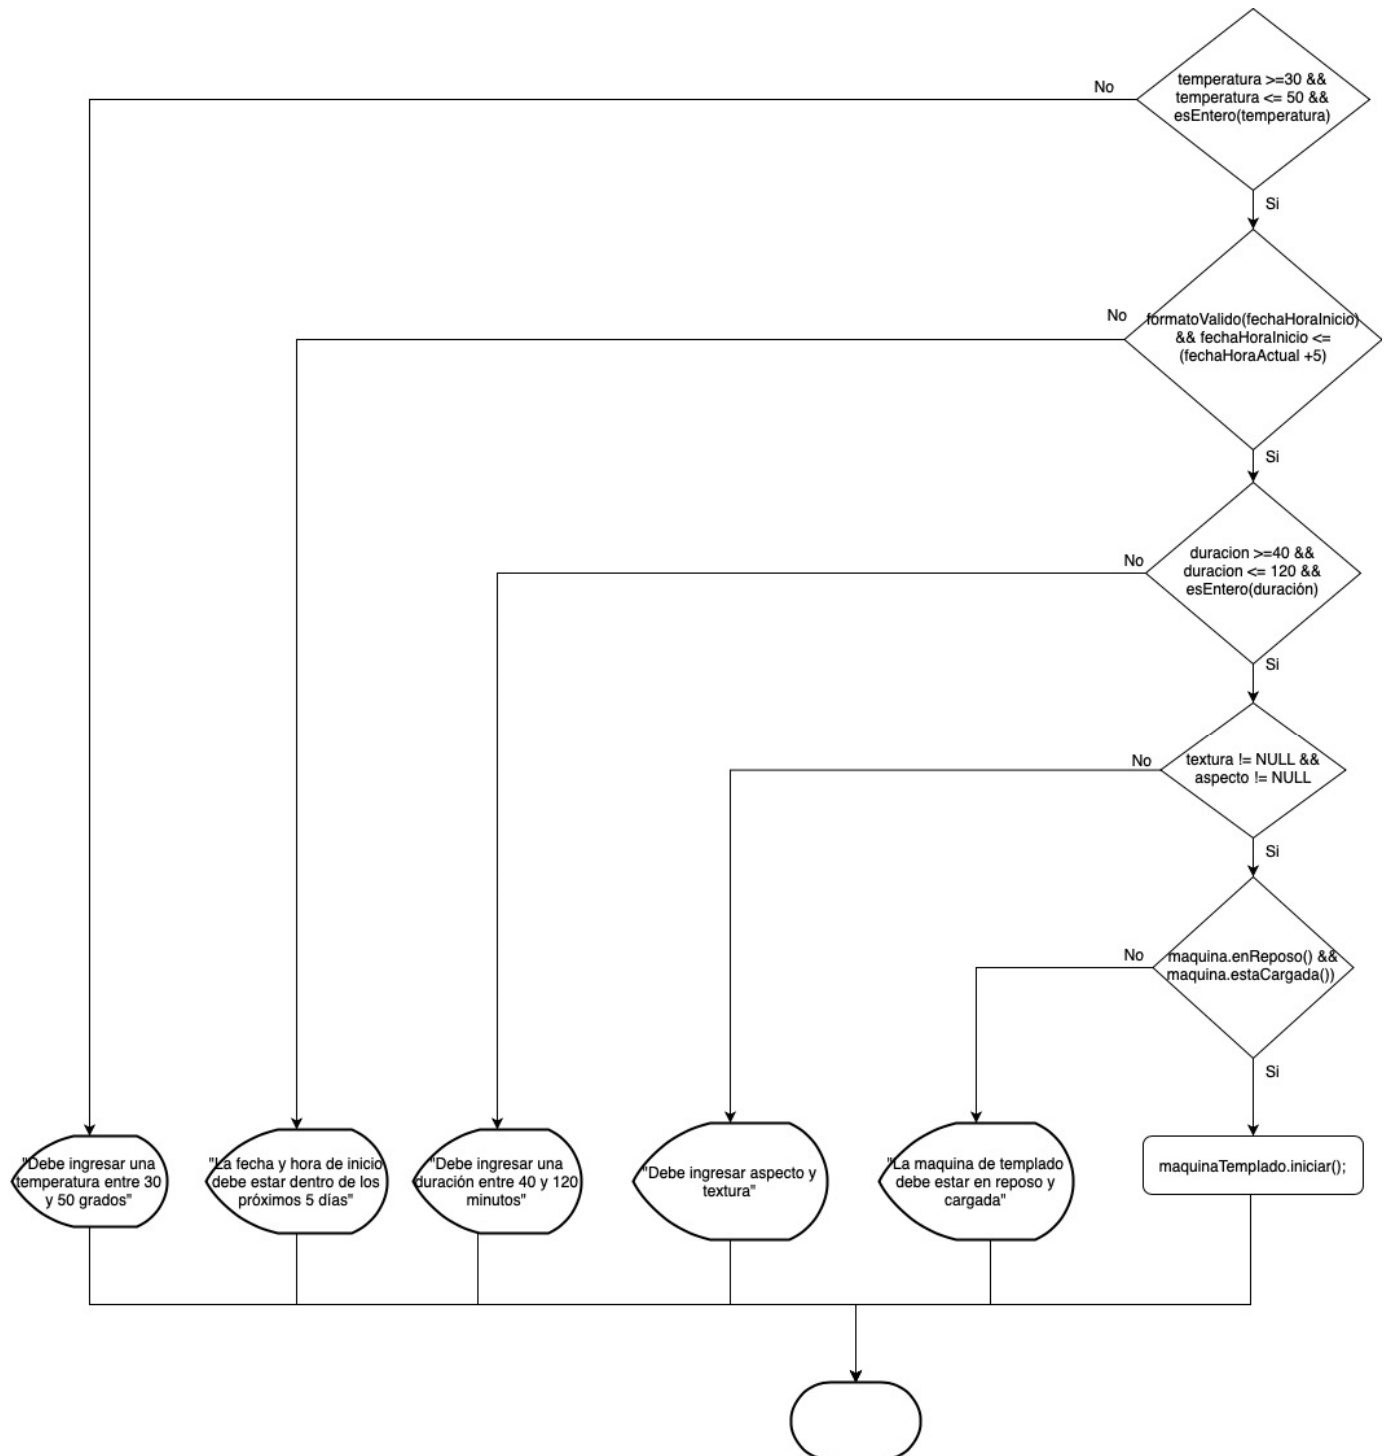 temperatura >=30 &&
temperatura <= 50 &&
esEntero(temperatura)
No
Si
formatoValido(fechaHoraInicio)
&& fechaHoraInicio <=
(fechaHoraActual +5)
No
Si
duracion >=40 &&
duracion <= 120 &&
esEntero(duración)
No
Si
textura != NULL &&
aspecto != NULL
No
Si
maquina.enReposo() &&
maquina.estaCargada())
No
Si
"Debe ingresar una
temperatura entre 30
y 50 grados"
"La fecha y hora de inicio
debe estar dentro de los
próximos 5 días"
"Debe ingresar una
duración entre 40 y 120
minutos"
"Debe ingresar aspecto y
textura"
"La maquina de templado
debe estar en reposo y
cargada"
maquinaTemplado.iniciar();